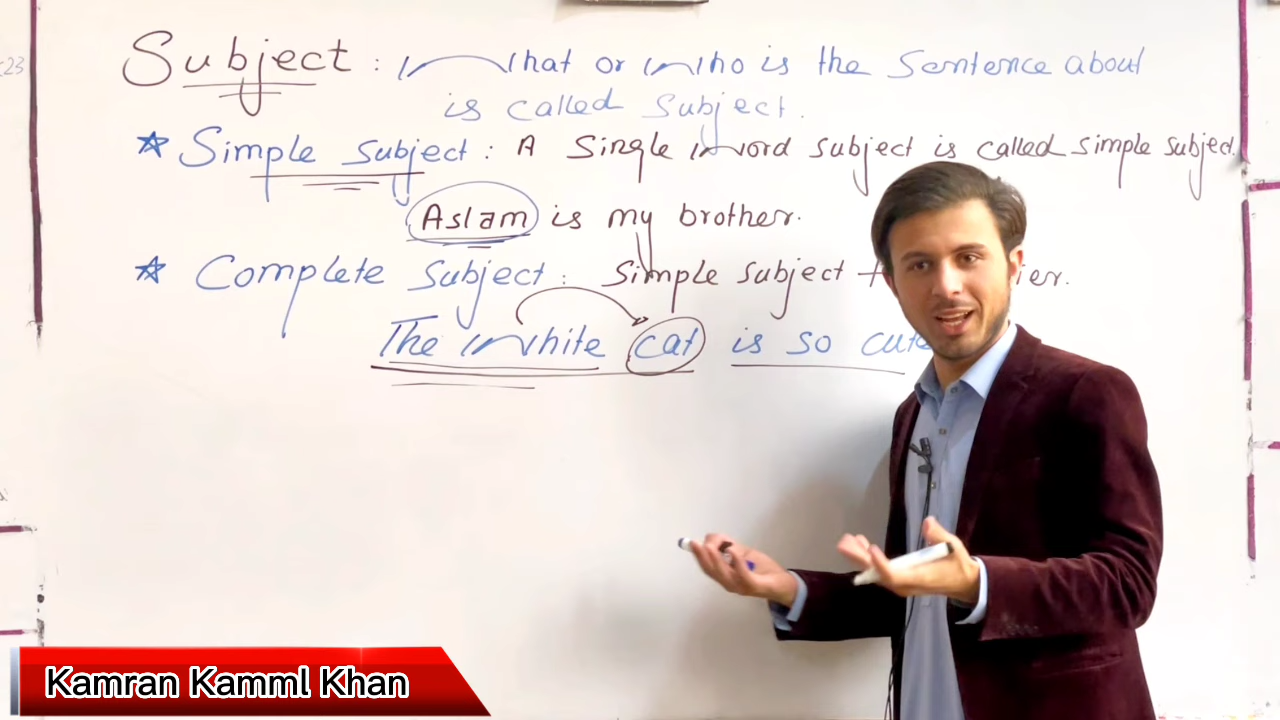 Subject : What or who is the Sentence about
is called Subject.
Simple subject : A Single word subject is called simple subject.
Aslam is my brother.
Complete Subject : Simple subject
The white cat is so cute
Kamran Kamml Khan